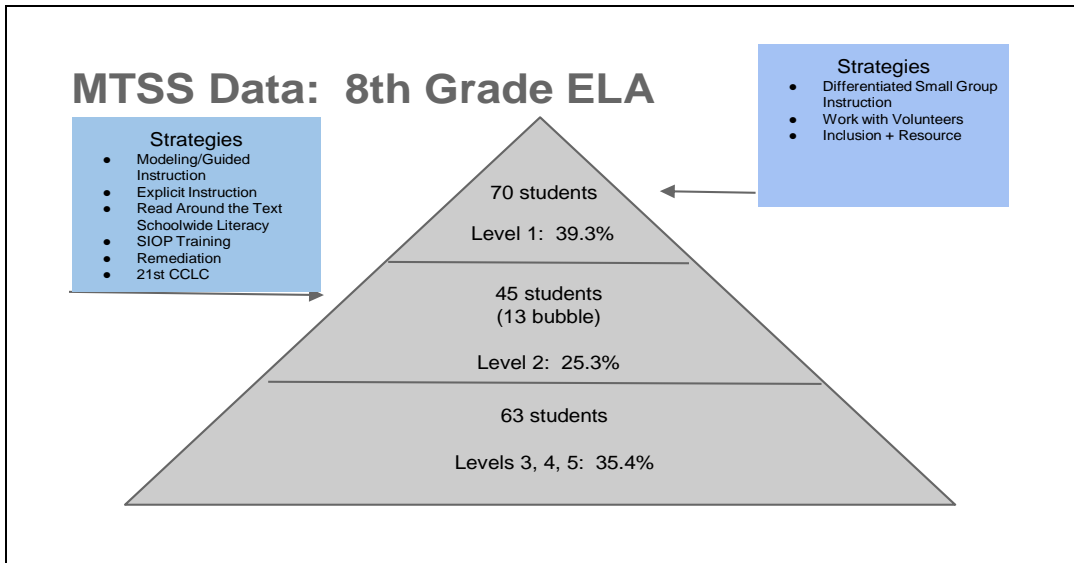 MTSS Data: 8th Grade ELA
Strategies
● Differentiated Small Group
Instruction
● Work with Volunteers
● Inclusion + Resource
Strategies
● Modeling/Guided
Instruction
● Explicit Instruction
● Read Around the Text
Schoolwide Literacy
● SIOP Training
● Remediation
● 21st CCLC
70 students
Level 1: 39.3%
45 students
(13 bubble)
Level 2: 25.3%
63 students
Levels 3, 4, 5: 35.4%